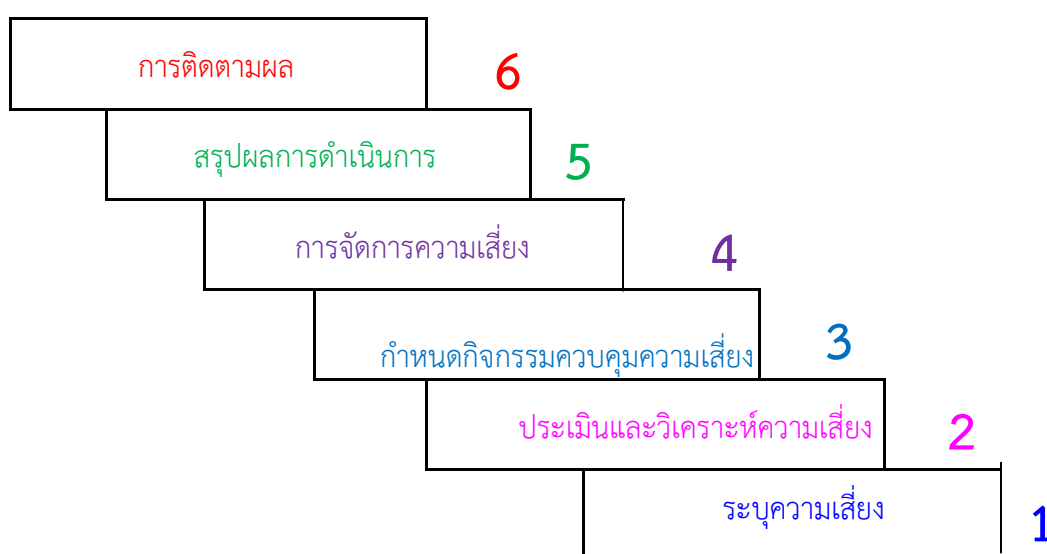 การติดตามผล 6
สรุปผลการดำเนินการ 5
การจัดการความเสี่ยง 4
กำหนดกิจกรรมควบคุมความเสี่ยง 3
ประเมินและวิเคราะห์ความเสี่ยง 2
ระบุความเสี่ยง 1